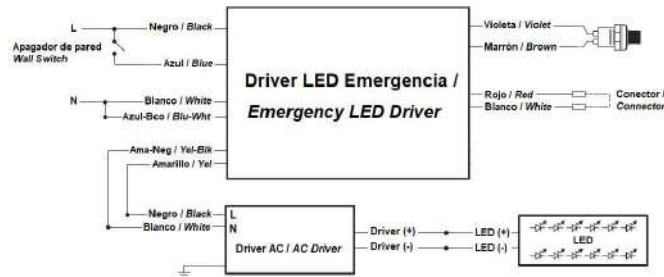 L
Negro / Black
Apagador de pared
Wall Switch
Azul / Blue
N
Blanco / White
Azul-Bco / Blu-Wht
Ama-Neg / Yel-Blk
Amarillo / Yel
Driver LED Emergencia /
Emergency LED Driver
Violeta / Violet
Marrón / Brown
Rojo / Red
Blanco / White
Conector /
Connector
Negro / Black
Blanco / White
L
N
Driver AC / AC Driver
Driver (+)
Driver (-)
LED (+)
LED (-)
LED